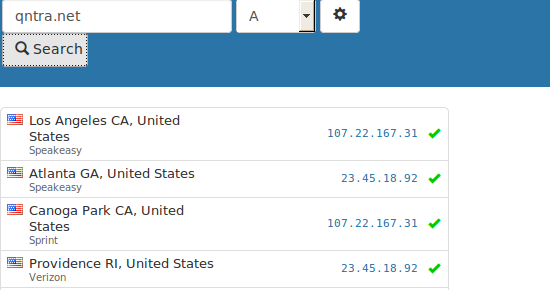 qntra.net
A
Search
Los Angeles CA, United
States
Speakeasy
107.22.167.31
Atlanta GA, United States
Speakeasy
23.45.18.92
Canoga Park CA, United
States
Sprint
107.22.167.31
Providence RI, United States
Verizon
23.45.18.92